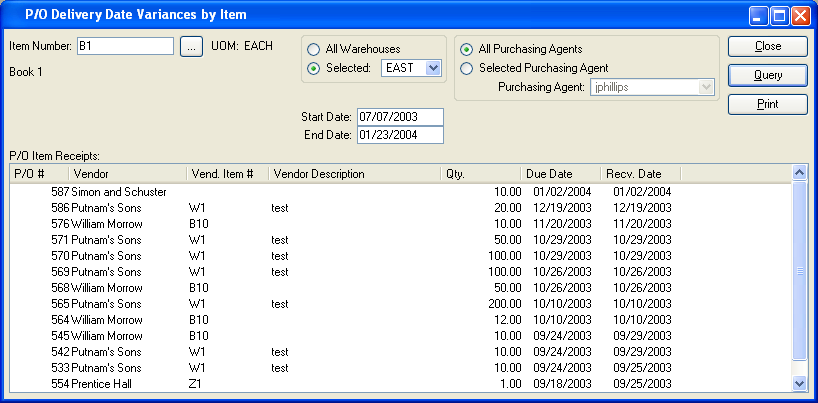 P/O Delivery Date Variances by Item
Item Number: B1 ... UOM: EACH
Book 1
All Warehouses
Selected: EAST
All Purchasing Agents
Selected Purchasing Agent
Purchasing Agent: jphillips
Close
Query
Print
Start Date: 07/07/2003
End Date: 01/23/2004
P/O Item Receipts:
P/O # Vendor Vend. Item # Vendor Description Qty. Due Date Recv. Date
587 Simon and Schuster 10.00 01/02/2004 01/02/2004
586 Putnam's Sons W1 test 20.00 12/19/2003 12/19/2003
576 William Morrow B10 10.00 11/20/2003 11/20/2003
571 Putnam's Sons W1 test 50.00 10/29/2003 10/29/2003
570 Putnam's Sons W1 test 100.00 10/29/2003 10/29/2003
569 Putnam's Sons W1 test 100.00 10/26/2003 10/26/2003
568 William Morrow B10 50.00 10/26/2003 10/26/2003
565 Putnam's Sons W1 test 200.00 10/10/2003 10/10/2003
564 William Morrow B10 12.00 10/10/2003 10/10/2003
545 William Morrow B10 10.00 09/24/2003 09/29/2003
542 Putnam's Sons W1 test 10.00 09/24/2003 09/29/2003
533 Putnam's Sons W1 test 10.00 09/24/2003 09/25/2003
554 Prentice Hall Z1 1.00 09/18/2003 09/25/2003